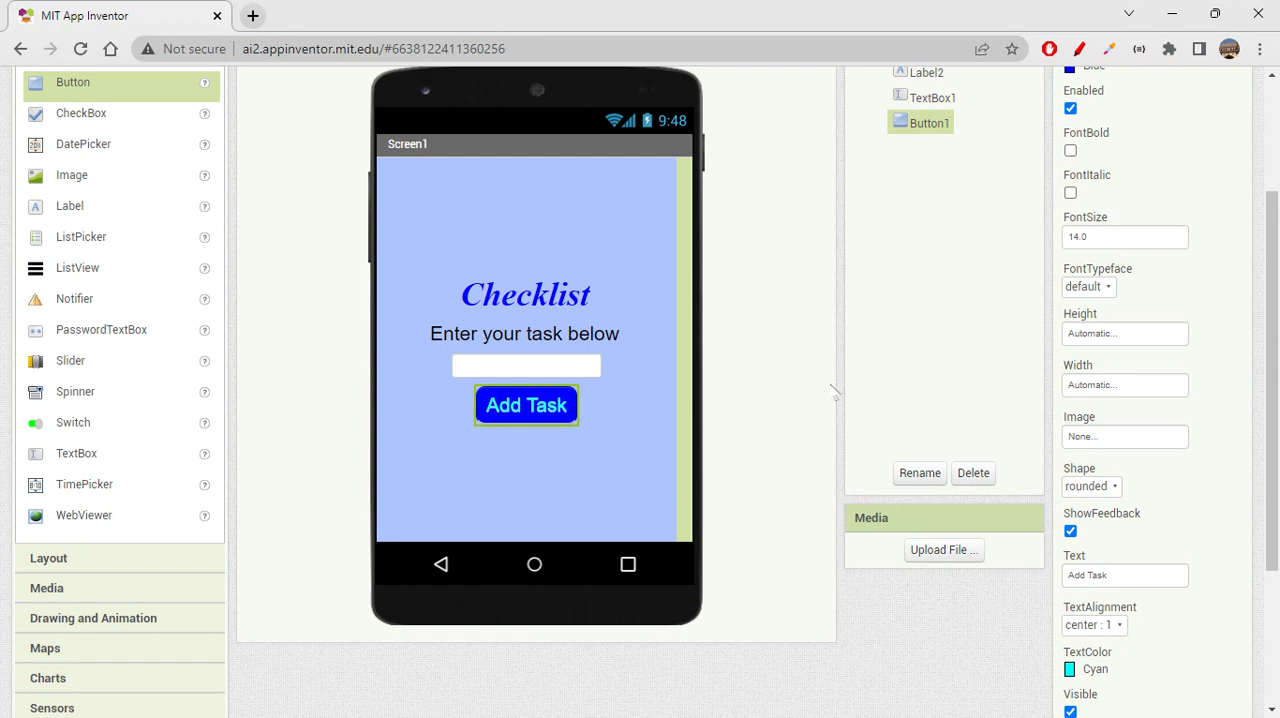 MIT App Inventor
Not secure
ai2.appinventor.mit.edu/#6638122411360256
Button
CheckBox
DatePicker
Image
Label
ListPicker
ListView
Notifier
PasswordTextBox
Slider
Spinner
Switch
TextBox
TimePicker
WebViewer
Layout
Media
Drawing and Animation
Maps
Charts
Sensors
9:48
Screen1
Checklist
Enter your task below
Add Task
Label2
TextBox1
Button1
Rename
Delete
Media
Upload File ...
Blue
Enabled
FontBold
FontItalic
FontSize
14.0
FontTypeface
default
Height
Automatic...
Width
Automatic...
Image
None...
Shape
rounded
ShowFeedback
Text
Add Task
TextAlignment
center : 1
TextColor
Cyan
Visible